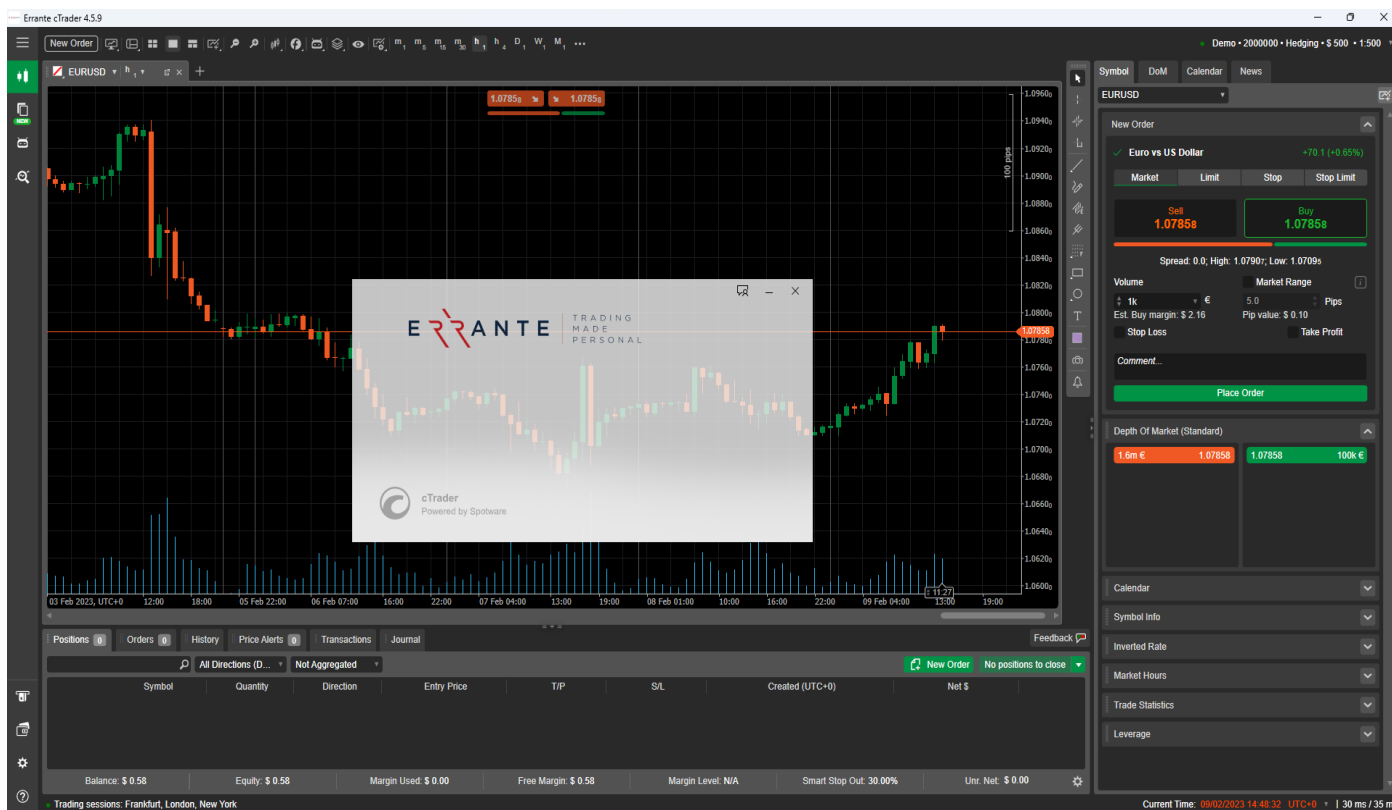 Errante cTrader 4.5.9
New Order m1 m5 m15 m30 h1 h4 D1 W1 M1 Demo • 2000000 • Hedging • $ 500 • 1:500
EURUSD h1
Symbol DoM Calendar News
EURUSD
NEW
1.07858 1.07858
100 pips
1.09600
1.09400
1.09200
1.09000
1.08800
1.08600
1.08400
1.08200
1.08000
1.07858
1.07800
1.07600
1.07400
1.07200
1.07000
1.06800
1.06600
1.06400
1.06200
1.06000
ERRANTE
TRADING
MADE
PERSONAL
cTrader
Powered by Spotware
11:27
03 Feb 2023, UTC+0 12:00 18:00 05 Feb 22:00 06 Feb 07:00 16:00 22:00 07 Feb 04:00 13:00 19:00 08 Feb 01:00 10:00 16:00 22:00 09 Feb 04:00 13:00 19:00
New Order
Euro vs US Dollar +70.1 (+0.65%)
Market Limit Stop Stop Limit
Sell Buy
1.07858 1.07858
Spread: 0.0; High: 1.07907; Low: 1.07095
Volume Market Range
1k € 5.0 Pips
Est. Buy margin: $ 2.16 Pip value: $ 0.10
Stop Loss Take Profit
Comment...
Place Order
Depth Of Market (Standard)
1.6m € 1.07858 1.07858 100k €
Calendar
Symbol Info
Inverted Rate
Market Hours
Trade Statistics
Leverage
Positions 0 Orders 0 History Price Alerts 0 Transactions Journal Feedback
All Directions (D... Not Aggregated New Order No positions to close
Symbol Quantity Direction Entry Price T/P S/L Created (UTC+0) Net $
Balance: $ 0.58 Equity: $ 0.58 Margin Used: $ 0.00 Free Margin: $ 0.58 Margin Level: N/A Smart Stop Out: 30.00% Unr. Net: $ 0.00
Trading sessions: Frankfurt, London, New York Current Time: 09/02/2023 14:48:32 UTC+0 30 ms / 35 m